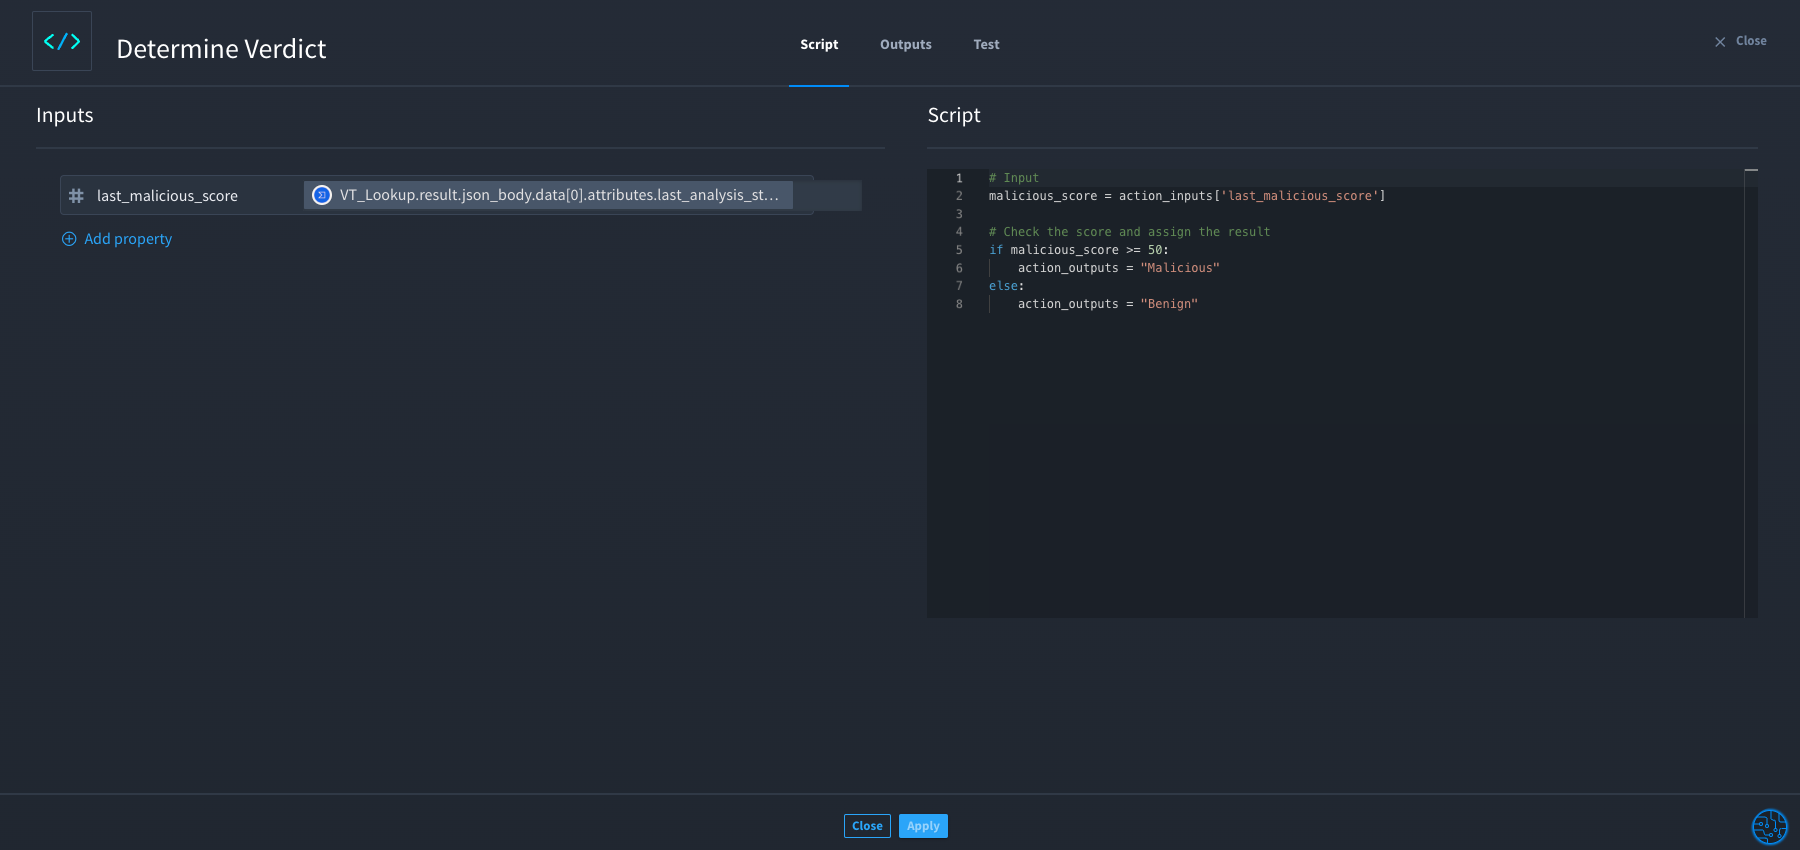 </>
Determine Verdict
Script
Outputs
Test
Close
Inputs
last_malicious_score
VT_Lookup.result.json_body.data[0].attributes.last_analysis_st...
Add property
Script
1 # Input
2 malicious_score = action_inputs['last_malicious_score']
3
4 # Check the score and assign the result
5 if malicious_score >= 50:
6     action_outputs = "Malicious"
7 else:
8     action_outputs = "Benign"
Close
Apply